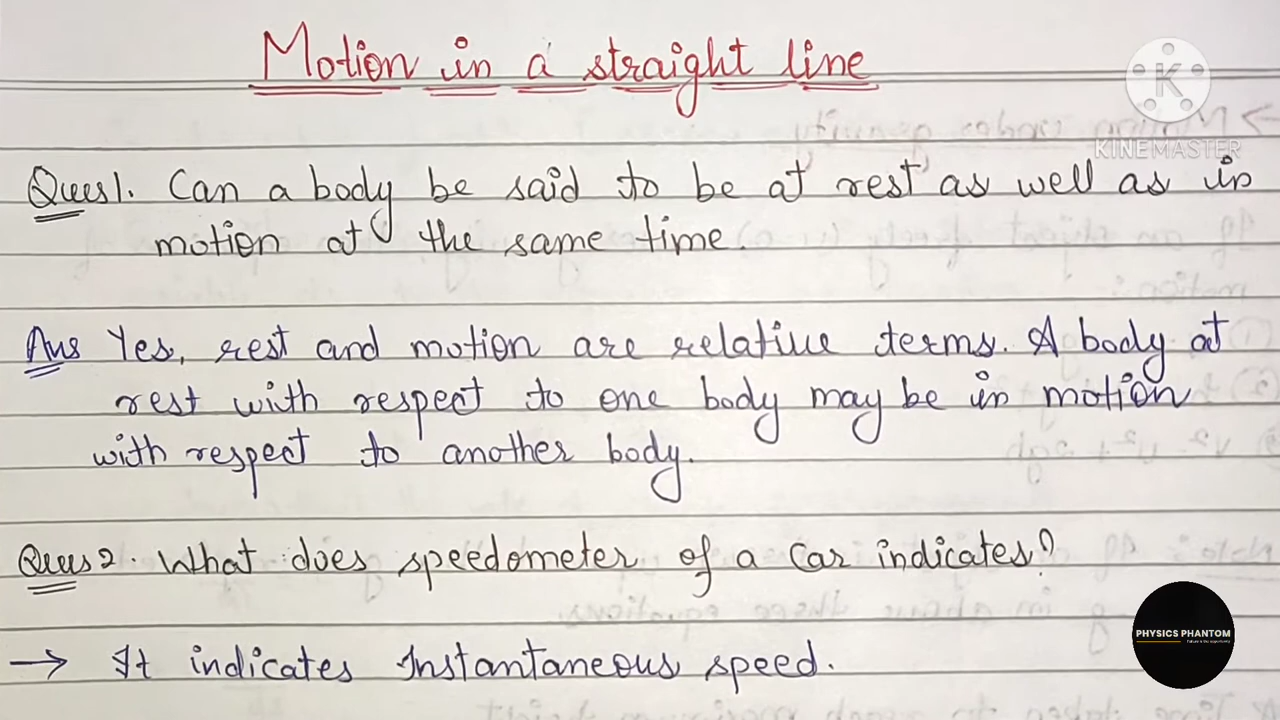 Motion in a straight line
KINEMASTER
Ques1. Can a body be said to be at rest as well as in
motion at the same time.
Ans Yes, rest and motion are relative terms. A body at
rest with respect to one body may be in motion
with respect to another body.
Ques 2. What does speedometer of a Car indicates?
PHYSICS PHANTOM
→ It indicates Instantaneous speed.